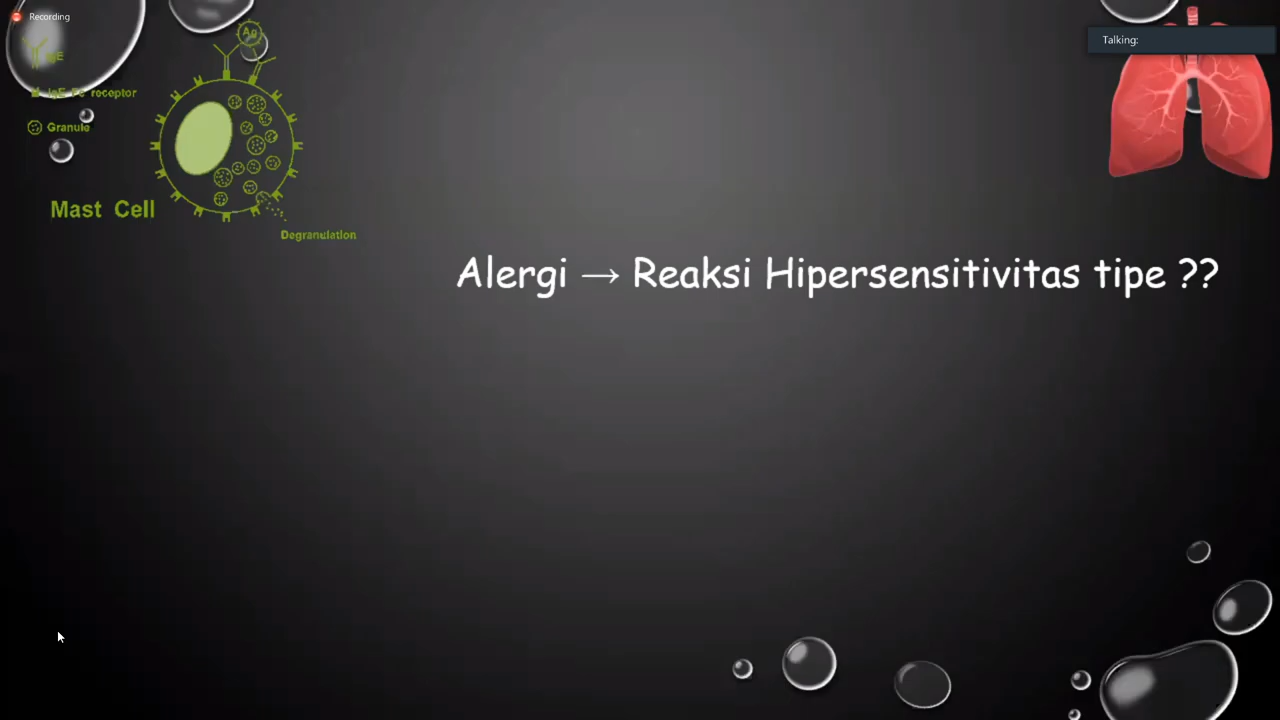 Recording
Talking:
Ag
IgE
IgE Fc receptor
Granule
Mast Cell
Degranulation
Alergi → Reaksi Hipersensitivitas tipe ??